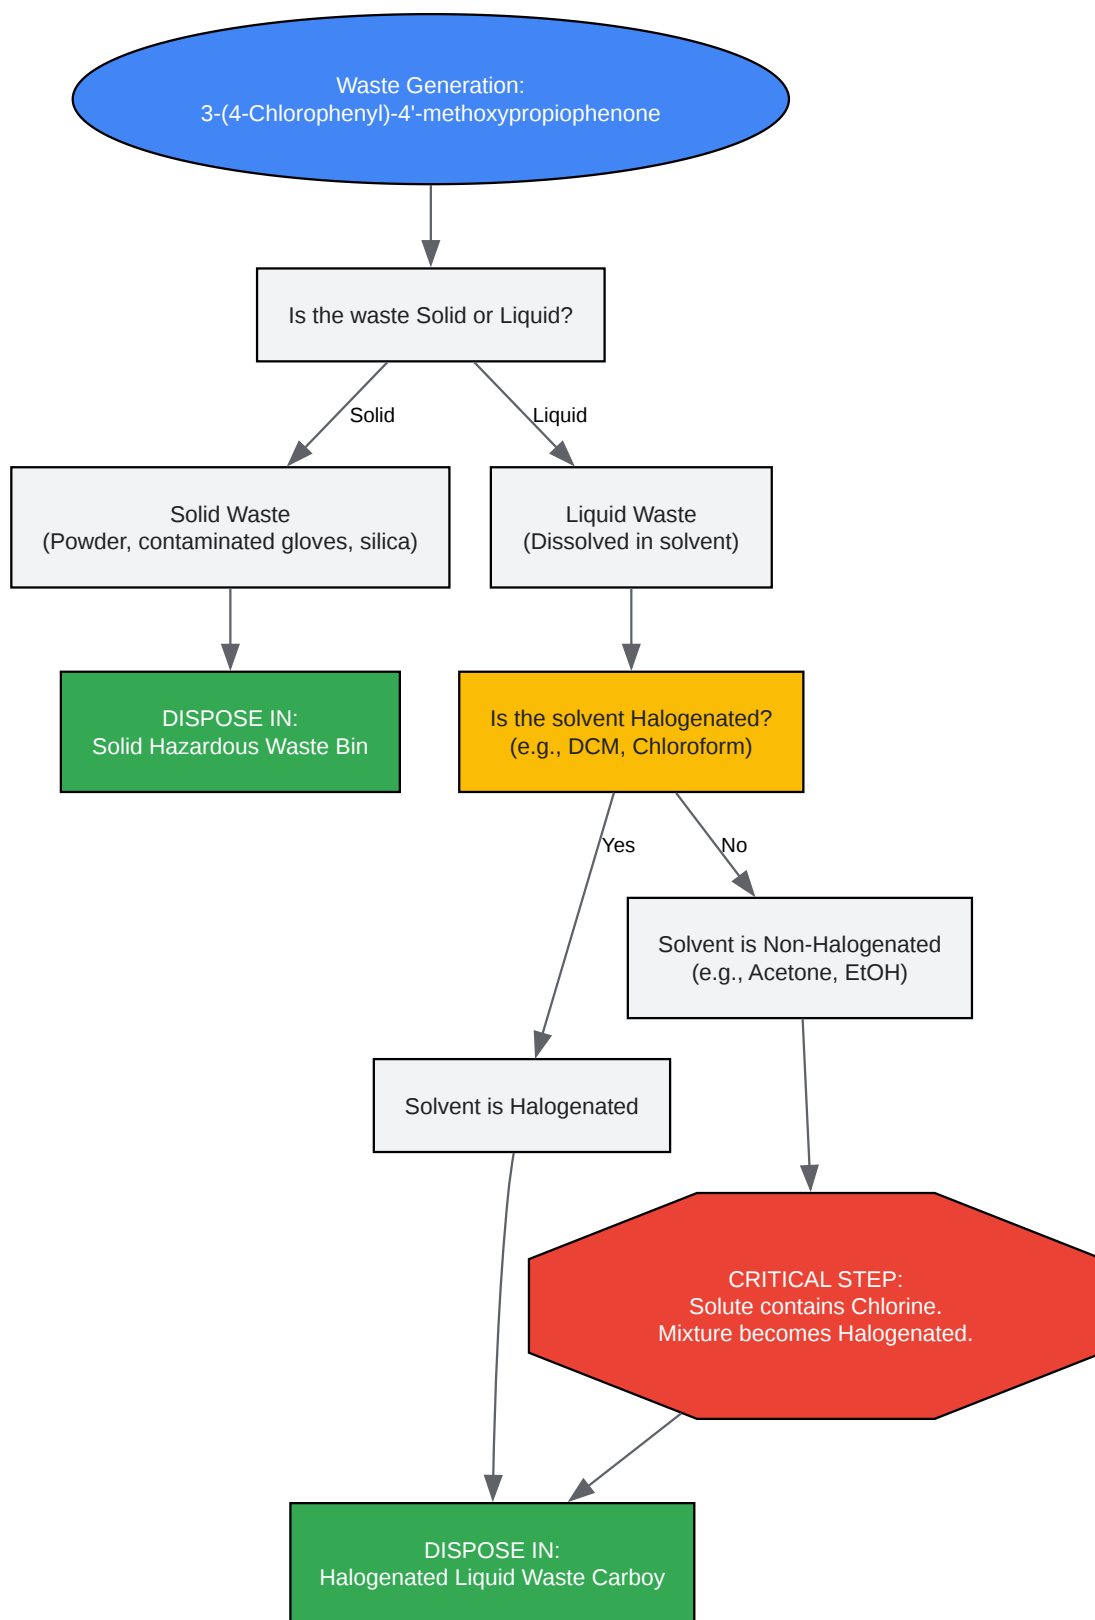 Waste Generation:
3-(4-Chlorophenyl)-4'-methoxypropiophenone
Is the waste Solid or Liquid?
Solid
Liquid
Solid Waste
(Powder, contaminated gloves, silica)
Liquid Waste
(Dissolved in solvent)
DISPOSE IN:
Solid Hazardous Waste Bin
Is the solvent Halogenated?
(e.g., DCM, Chloroform)
Yes
No
Solvent is Non-Halogenated
(e.g., Acetone, EtOH)
Solvent is Halogenated
CRITICAL STEP:
Solute contains Chlorine.
Mixture becomes Halogenated.
DISPOSE IN:
Halogenated Liquid Waste Carboy